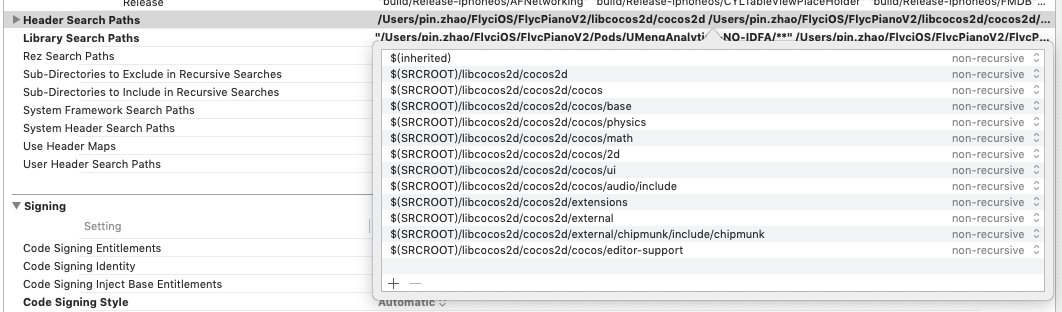 Release "build/Release-iphoneos/AFNetworking" "build/Release-iphoneos/CYLTableViewPlaceHolder" "build/Release-iphoneos/FMDB"...
Header Search Paths /Users/pin.zhao/FlyciOS/FlycPianoV2/libcocos2d/cocos2d /Users/pin.zhao/FlyciOS/FlycPianoV2/libcocos2d/cocos2d/...
Library Search Paths "/Users/pin.zhao/FlyciOS/FlycPianoV2/Pods/UMengAnalyti NO-IDFA/**" /Users/pin.zhao/FlyciOS/FlycPianoV2/FlycP...
Rez Search Paths
Sub-Directories to Exclude in Recursive Searches
Sub-Directories to Include in Recursive Searches
System Framework Search Paths
System Header Search Paths
Use Header Maps
User Header Search Paths
$(inherited) non-recursive
$(SRCROOT)/libcocos2d/cocos2d non-recursive
$(SRCROOT)/libcocos2d/cocos2d/cocos non-recursive
$(SRCROOT)/libcocos2d/cocos2d/cocos/base non-recursive
$(SRCROOT)/libcocos2d/cocos2d/cocos/physics non-recursive
$(SRCROOT)/libcocos2d/cocos2d/cocos/math non-recursive
$(SRCROOT)/libcocos2d/cocos2d/cocos/2d non-recursive
$(SRCROOT)/libcocos2d/cocos2d/cocos/ui non-recursive
$(SRCROOT)/libcocos2d/cocos2d/cocos/audio/include non-recursive
$(SRCROOT)/libcocos2d/cocos2d/extensions non-recursive
$(SRCROOT)/libcocos2d/cocos2d/external non-recursive
$(SRCROOT)/libcocos2d/cocos2d/external/chipmunk/include/chipmunk non-recursive
$(SRCROOT)/libcocos2d/cocos2d/cocos/editor-support non-recursive
Signing
Setting
Code Signing Entitlements
Code Signing Identity
Code Signing Inject Base Entitlements
Code Signing Style Automatic